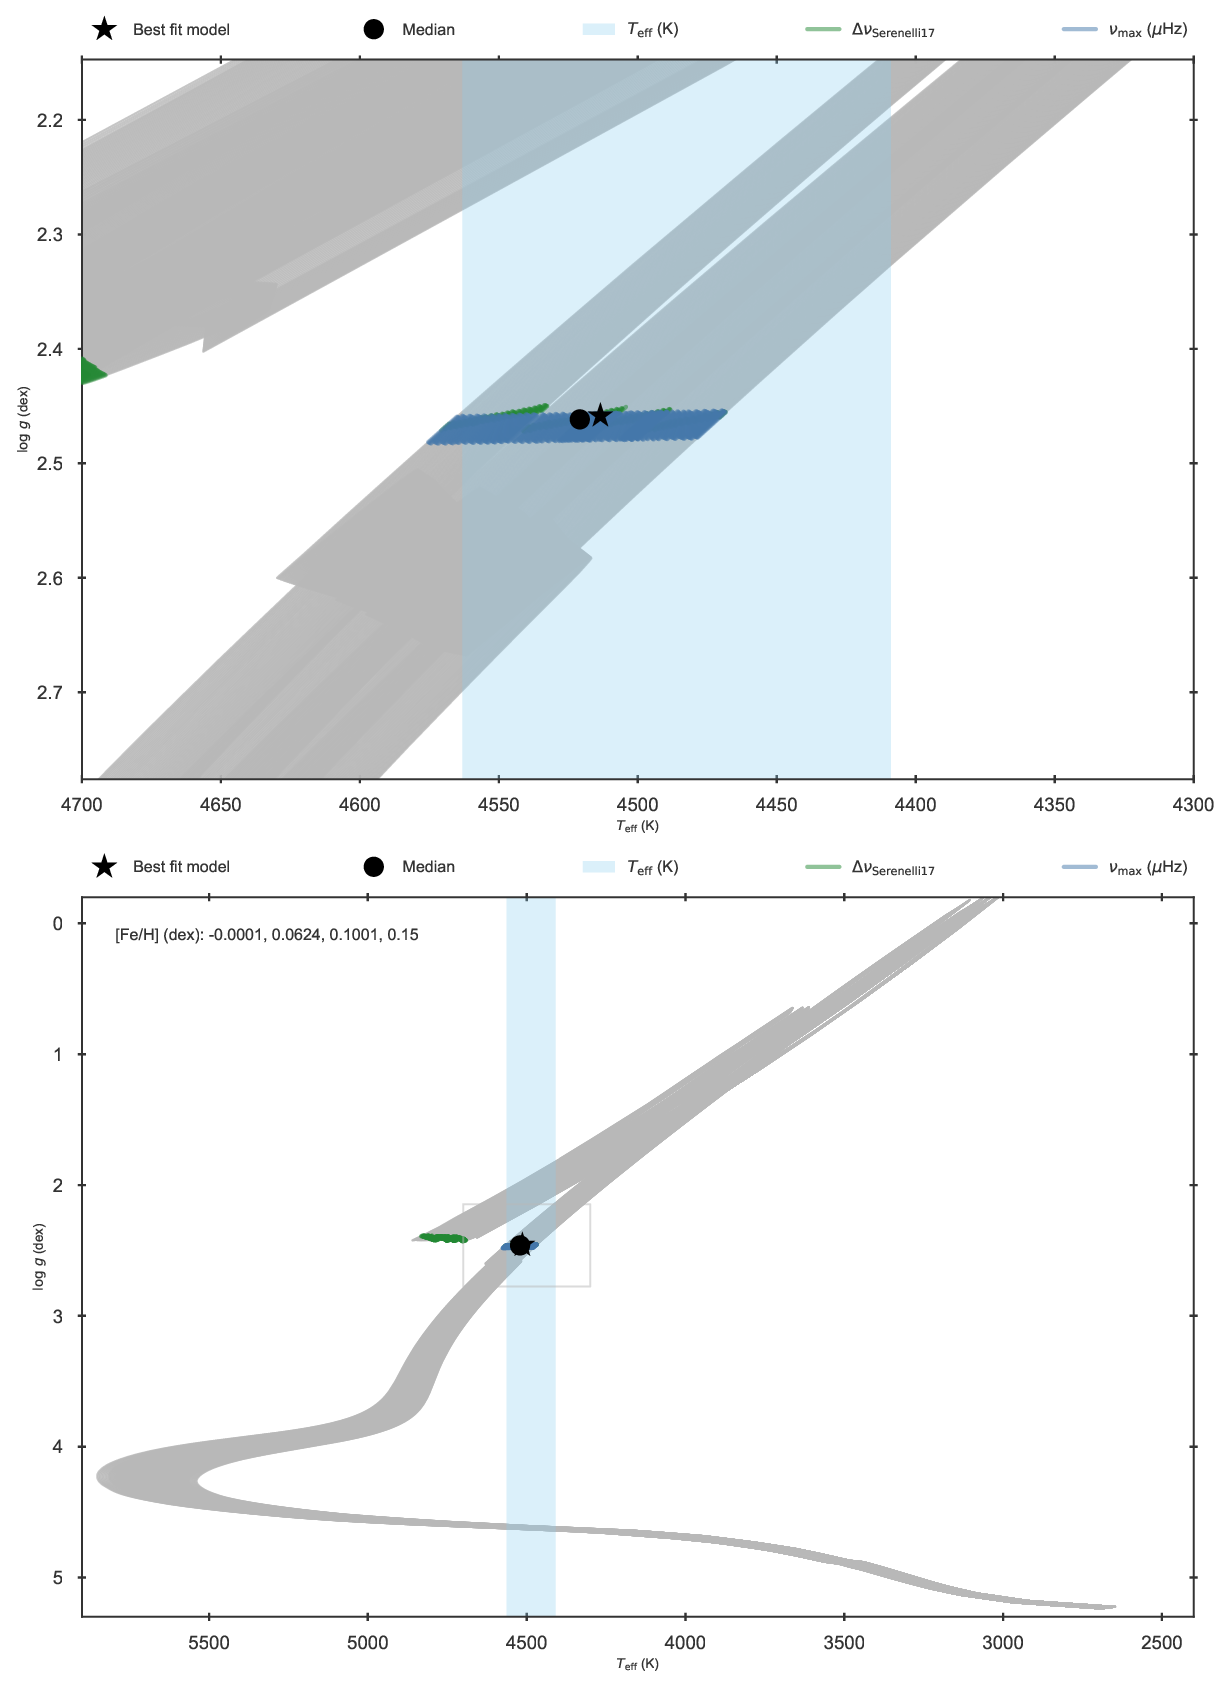 Best fit model Median Teff (K) ΔνSerenelli17 νmax (μHz)
2.2
2.3
2.4
2.5
2.6
2.7
log g (dex)
4700 4650 4600 4550 4500 4450 4400 4350 4300
Teff (K)
Best fit model Median Teff (K) ΔνSerenelli17 νmax (μHz)
[Fe/H] (dex): -0.0001, 0.0624, 0.1001, 0.15
0
1
2
3
4
5
log g (dex)
5500 5000 4500 4000 3500 3000 2500
Teff (K)